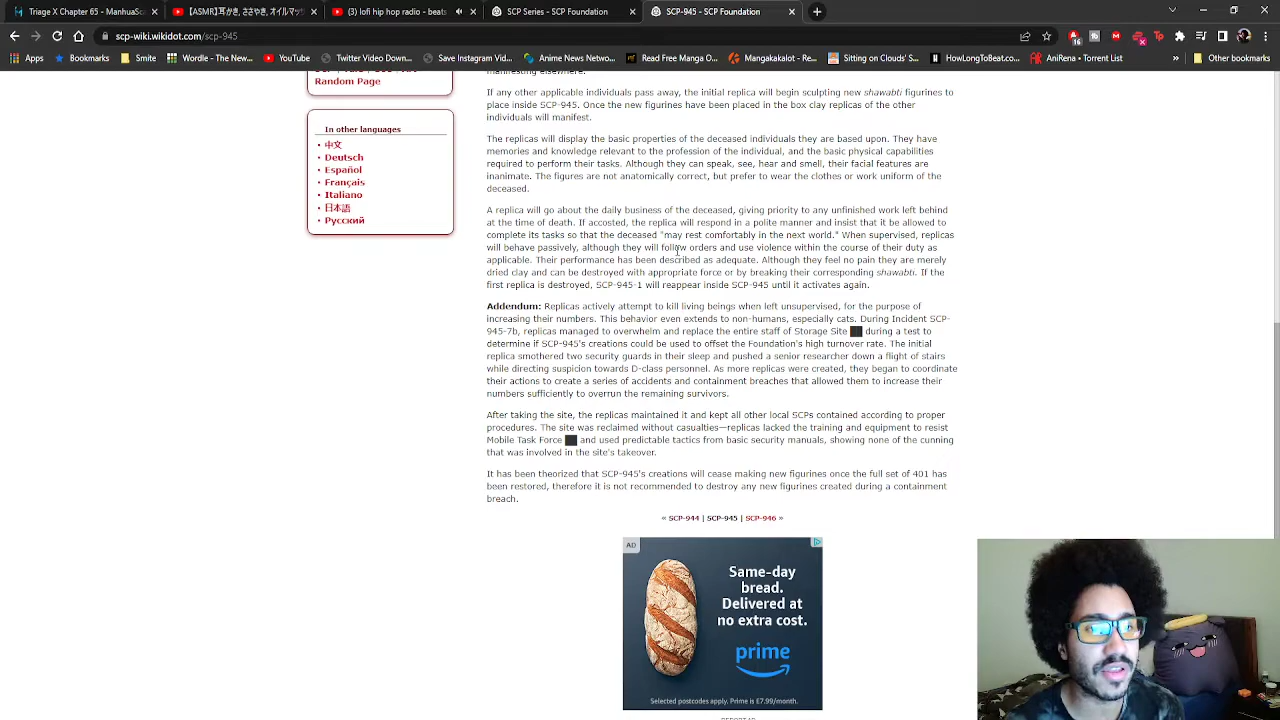 Triage X Chapter 65 - ManhuaSc
【ASMR】耳かき、ささやき、オイルマッ
(3) lofi hip hop radio - bea
SCP Series - SCP Foundation
SCP-945 - SCP Foundation
scp-wiki.wikidot.com/scp-945
16
Apps
Bookmarks
Smite
Wordle - The New...
YouTube
Twitter Video Downl...
Save Instagram Vide...
Anime News Networ...
Read Free Manga O...
Mangakakalot - Rea...
Sitting on Clouds' S...
HowLongToBeat.co...
AniRena • Torrent List
»
Other bookmarks
Random Page
In other languages
中文
Deutsch
Español
Français
Italiano
日本語
Русский
manifesting elsewhere.
If any other applicable individuals pass away, the initial replica will begin sculpting new shawabti figurines to
place inside SCP-945. Once the new figurines have been placed in the box clay replicas of the other
individuals will manifest.
The replicas will display the basic properties of the deceased individuals they are based upon. They have
memories and knowledge relevant to the profession of the individual, and the basic physical capabilities
required to perform their tasks. Although they can speak, see, hear and smell, their facial features are
inanimate. The figures are not anatomically correct, but prefer to wear the clothes or work uniform of the
deceased.
A replica will go about the daily business of the deceased, giving priority to any unfinished work left behind
at the time of death. If accosted, the replica will respond in a polite manner and insist that it be allowed to
complete its tasks so that the deceased "may rest comfortably in the next world." When supervised, replicas
will behave passively, although they will follow orders and use violence within the course of their duty as
applicable. Their performance has been described as adequate. Although they feel no pain they are merely
dried clay and can be destroyed with appropriate force or by breaking their corresponding shawabti. If the
first replica is destroyed, SCP-945-1 will reappear inside SCP-945 until it activates again.
Addendum: Replicas actively attempt to kill living beings when left unsupervised, for the purpose of
increasing their numbers. This behavior even extends to non-humans, especially cats. During Incident SCP-
945-7b, replicas managed to overwhelm and replace the entire staff of Storage Site ██ during a test to
determine if SCP-945's creations could be used to offset the Foundation's high turnover rate. The initial
replica smothered two security guards in their sleep and pushed a senior researcher down a flight of stairs
while directing suspicion towards D-class personnel. As more replicas were created, they began to coordinate
their actions to create a series of accidents and containment breaches that allowed them to increase their
numbers sufficiently to overrun the remaining survivors.
After taking the site, the replicas maintained it and kept all other local SCPs contained according to proper
procedures. The site was reclaimed without casualties—replicas lacked the training and equipment to resist
Mobile Task Force ██ and used predictable tactics from basic security manuals, showing none of the cunning
that was involved in the site's takeover.
It has been theorized that SCP-945's creations will cease making new figurines once the full set of 401 has
been restored, therefore it is not recommended to destroy any new figurines created during a containment
breach.
« SCP-944 | SCP-945 | SCP-946 »
AD
Same-day
bread.
Delivered at
no extra cost.
prime
Selected postcodes apply. Prime is £7.99/month.
REPORT AD